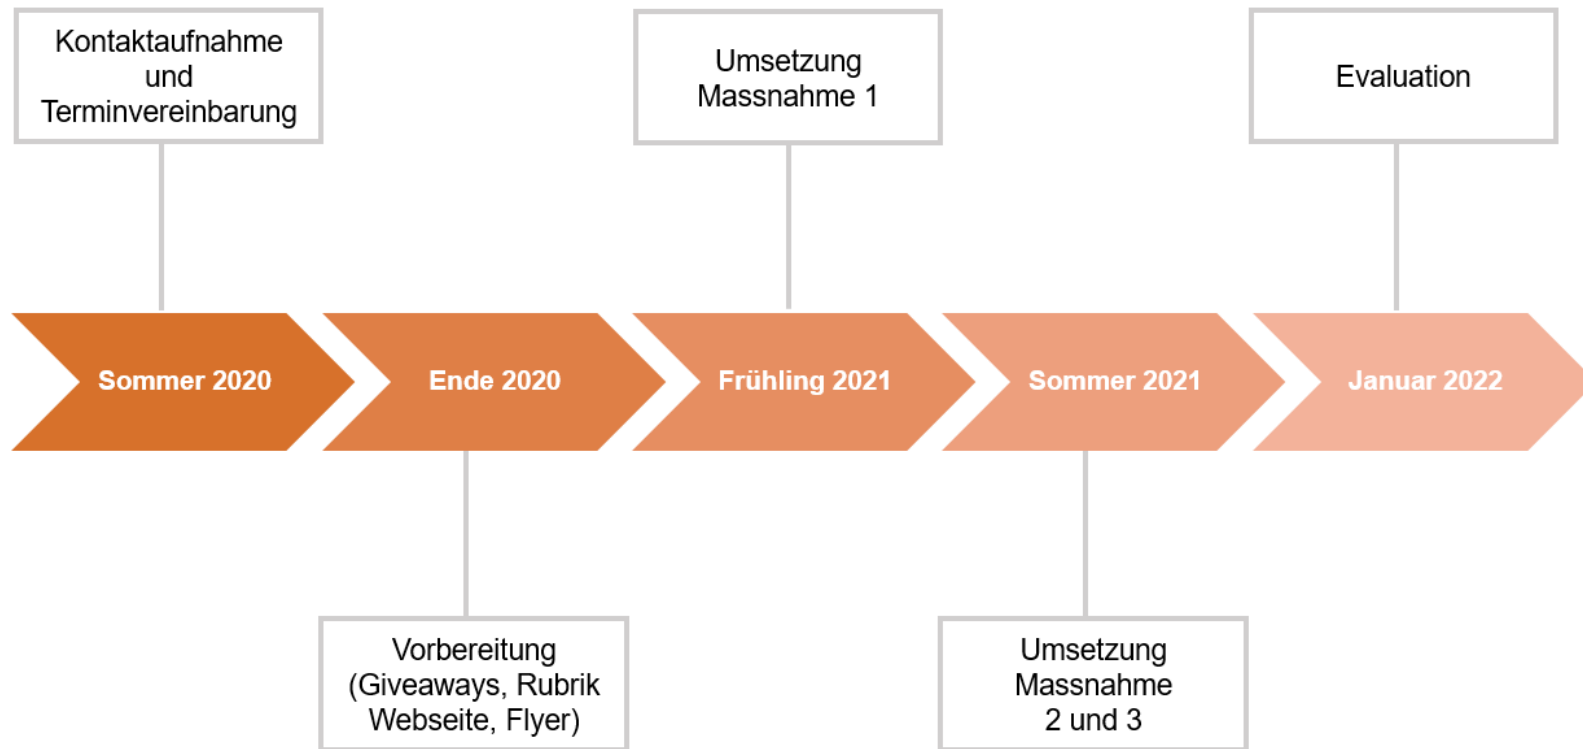 Kontaktaufnahme
und
Terminvereinbarung
Umsetzung
Massnahme 1
Evaluation
Sommer 2020
Ende 2020
Frühling 2021
Sommer 2021
Januar 2022
Vorbereitung
(Giveaways, Rubrik
Webseite, Flyer)
Umsetzung
Massnahme
2 und 3